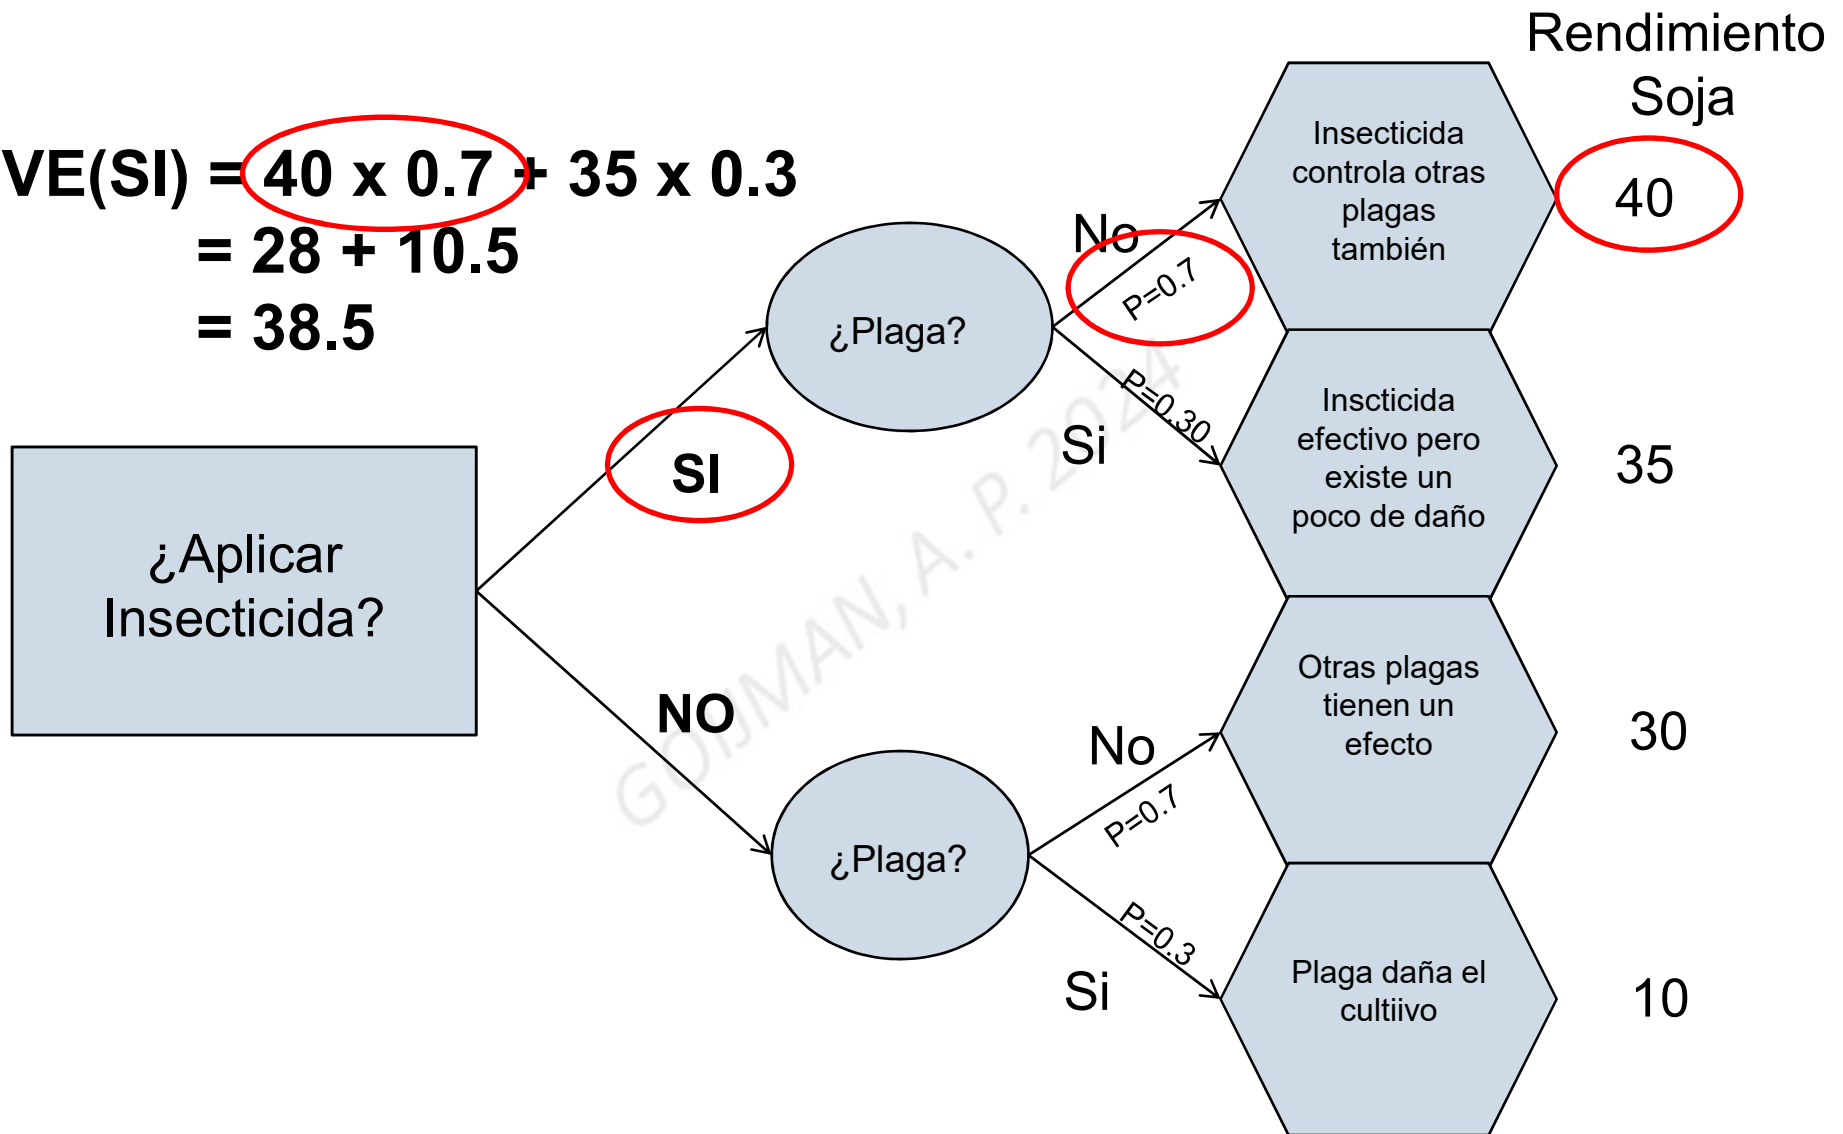 Rendimiento
Soja
VE(SI) = 40 x 0.7 + 35 x 0.3
= 28 + 10.5
= 38.5
¿Aplicar
Insecticida?
SI
NO
¿Plaga?
No
P=0.7
P=0.30
Si
¿Plaga?
No
P=0.7
P=0.3
Si
Insecticida
controla otras
plagas
también
40
Inscticida
efectivo pero
existe un
poco de daño
35
Otras plagas
tienen un
efecto
30
Plaga daña el
cultiivo
10
GOIJMAN, A. P. 2024